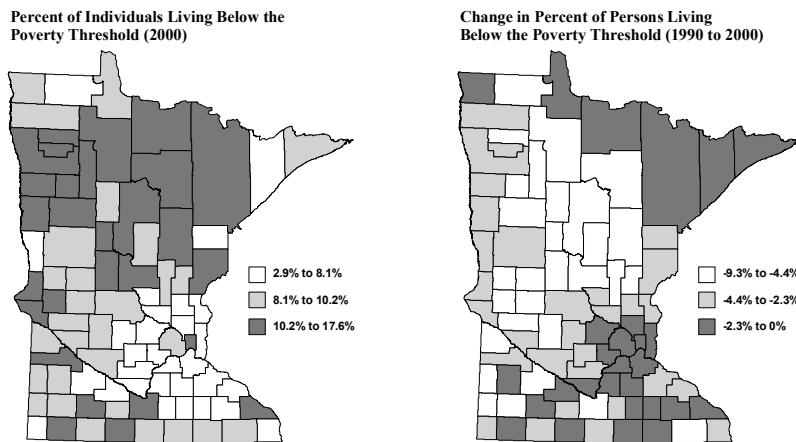 Percent of Individuals Living Below the
Poverty Threshold (2000)
2.9% to 8.1%
8.1% to 10.2%
10.2% to 17.6%
Change in Percent of Persons Living
Below the Poverty Threshold (1990 to 2000)
-9.3% to -4.4%
-4.4% to -2.3%
-2.3% to 0%